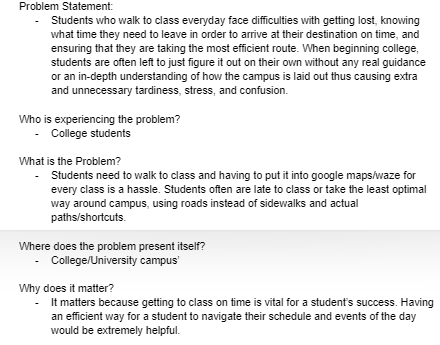 Problem Statement:
- Students who walk to class everyday face difficulties with getting lost, knowing
what time they need to leave in order to arrive at their destination on time, and
ensuring that they are taking the most efficient route. When beginning college,
students are often left to just figure it out on their own without any real guidance
or an in-depth understanding of how the campus is laid out thus causing extra
and unnecessary tardiness, stress, and confusion.
Who is experiencing the problem?
- College students
What is the Problem?
- Students need to walk to class and having to put it into google maps/waze for
every class is a hassle. Students often are late to class or take the least optimal
way around campus, using roads instead of sidewalks and actual
paths/shortcuts.
Where does the problem present itself?
- College/University campus'
Why does it matter?
- It matters because getting to class on time is vital for a student's success. Having
an efficient way for a student to navigate their schedule and events of the day
would be extremely helpful.